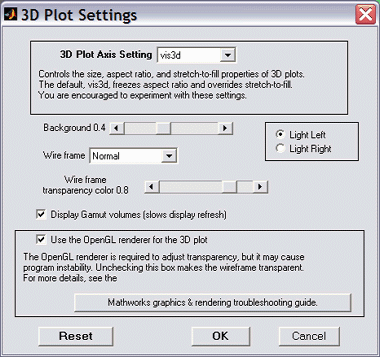 3D Plot Settings
3D Plot Axis Setting vis3d
Controls the size, aspect ratio, and stretch-to-fill properties of 3D plots.
The default, vis3d, freezes aspect ratio and overrides stretch-to-fill.
You are encouraged to experiment with these settings.
Background 0.4
Light Left
Light Right
Wire frame Normal
Wire frame
transparency color 0.8
Display Gamut volumes (slows display refresh)
Use the OpenGL renderer for the 3D plot
The OpenGL renderer is required to adjust transparency, but it may cause
program instability. Unchecking this box makes the wireframe transparent.
For more details, see the
Mathworks graphics & rendering troubleshooting guide.
Reset OK Cancel